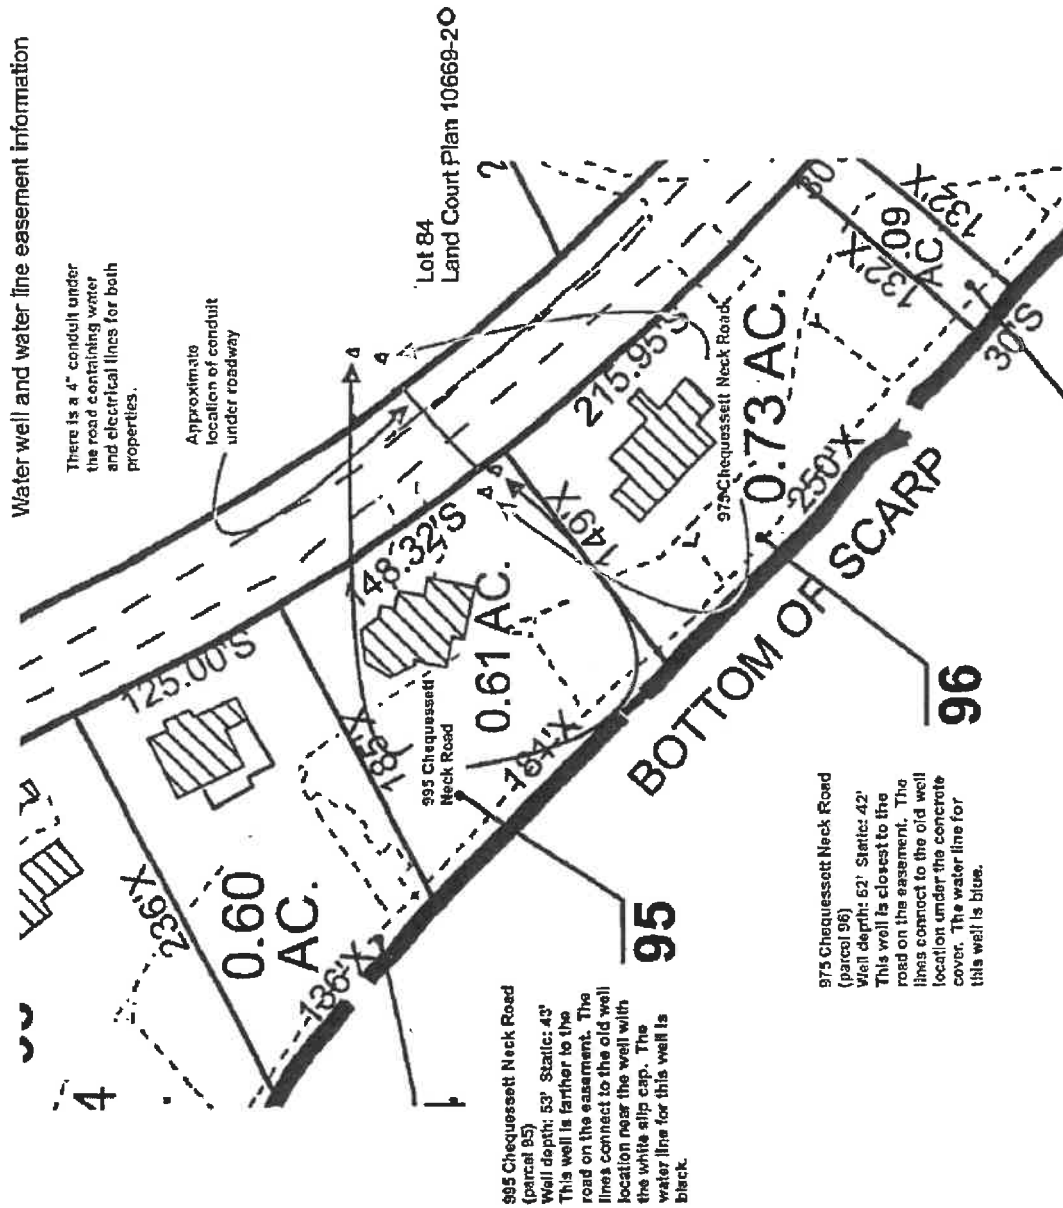 Water well and water line easement information
There is a 4" conduit under
the road containing water
and electrical lines for both
properties.
Approximate
location of conduit
under roadway
Lot 84
Land Court Plan 10669-2O
2
4
236'X
125.00'S
0.60
AC.
136'X
185'X
148.32'S
995 Chequessett
Neck Road
0.61 AC.
181'X
149'X
215.95'S
975 Chequessett Neck Road
0.73 AC.
250'X
132'X
.09
AC
132'X
30
30'S
BOTTOM OF SCARP
95
96
995 Chequessett Neck Road
(parcel 95)
Well depth: 53' Static: 43'
This well is farther to the
road on the easement. The
lines connect to the old well
location near the well with
the white slip cap. The
water line for this well is
black.
975 Chequessett Neck Road
(parcel 96)
Well depth: 52' Static: 42'
This well is closest to the
road on the easement. The
lines connect to the old well
location under the concrete
cover. The water line for
this well is blue.